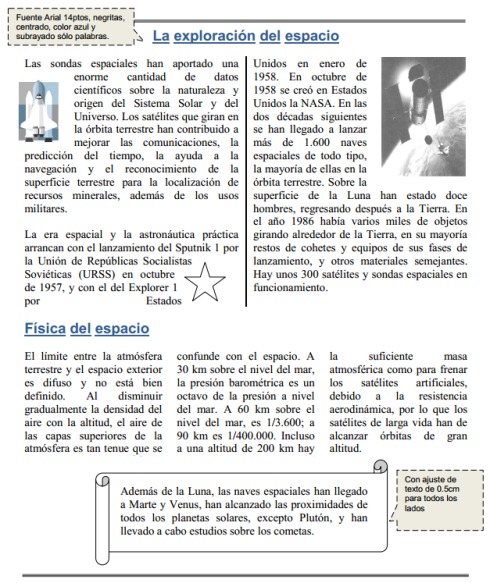 Fuente Arial 14ptos, negritas,
centrado, color azul y
subrayado sólo palabras.
La exploración del espacio
Las sondas espaciales han aportado una
enorme cantidad de datos
científicos sobre la naturaleza y
origen del Sistema Solar y del
Universo. Los satélites que giran en
la órbita terrestre han contribuido a
mejorar las comunicaciones, la
predicción del tiempo, la ayuda a la
navegación y el reconocimiento de la
superficie terrestre para la localización de
recursos minerales, además de los usos
militares.
La era espacial y la astronáutica práctica
arrancan con el lanzamiento del Sputnik 1 por
la Unión de Repúblicas Socialistas
Soviéticas (URSS) en octubre
de 1957, y con el del Explorer 1
por Estados
Unidos en enero de
1958. En octubre de
1958 se creó en Estados
Unidos la NASA. En las
dos décadas siguientes
se han llegado a lanzar
más de 1.600 naves
espaciales de todo tipo,
la mayoría de ellas en la
órbita terrestre. Sobre la
superficie de la Luna han estado doce
hombres, regresando después a la Tierra. En
el año 1986 había varios miles de objetos
girando alrededor de la Tierra, en su mayoría
restos de cohetes y equipos de sus fases de
lanzamiento, y otros materiales semejantes.
Hay unos 300 satélites y sondas espaciales en
funcionamiento.
Física del espacio
El límite entre la atmósfera
terrestre y el espacio exterior
es difuso y no está bien
definido. Al disminuir
gradualmente la densidad del
aire con la altitud, el aire de
las capas superiores de la
atmósfera es tan tenue que se
confunde con el espacio. A
30 km sobre el nivel del mar,
la presión barométrica es un
octavo de la presión a nivel
del mar. A 60 km sobre el
nivel del mar, es 1/3.600; a
90 km es 1/400.000. Incluso
a una altitud de 200 km hay
la suficiente masa
atmosférica como para frenar
los satélites artificiales,
debido a la resistencia
aerodinámica, por lo que los
satélites de larga vida han de
alcanzar órbitas de gran
altitud.
Además de la Luna, las naves espaciales han llegado
a Marte y Venus, han alcanzado las proximidades de
todos los planetas solares, excepto Plutón, y han
llevado a cabo estudios sobre los cometas.
Con ajuste de
texto de 0.5cm
para todos los
lados